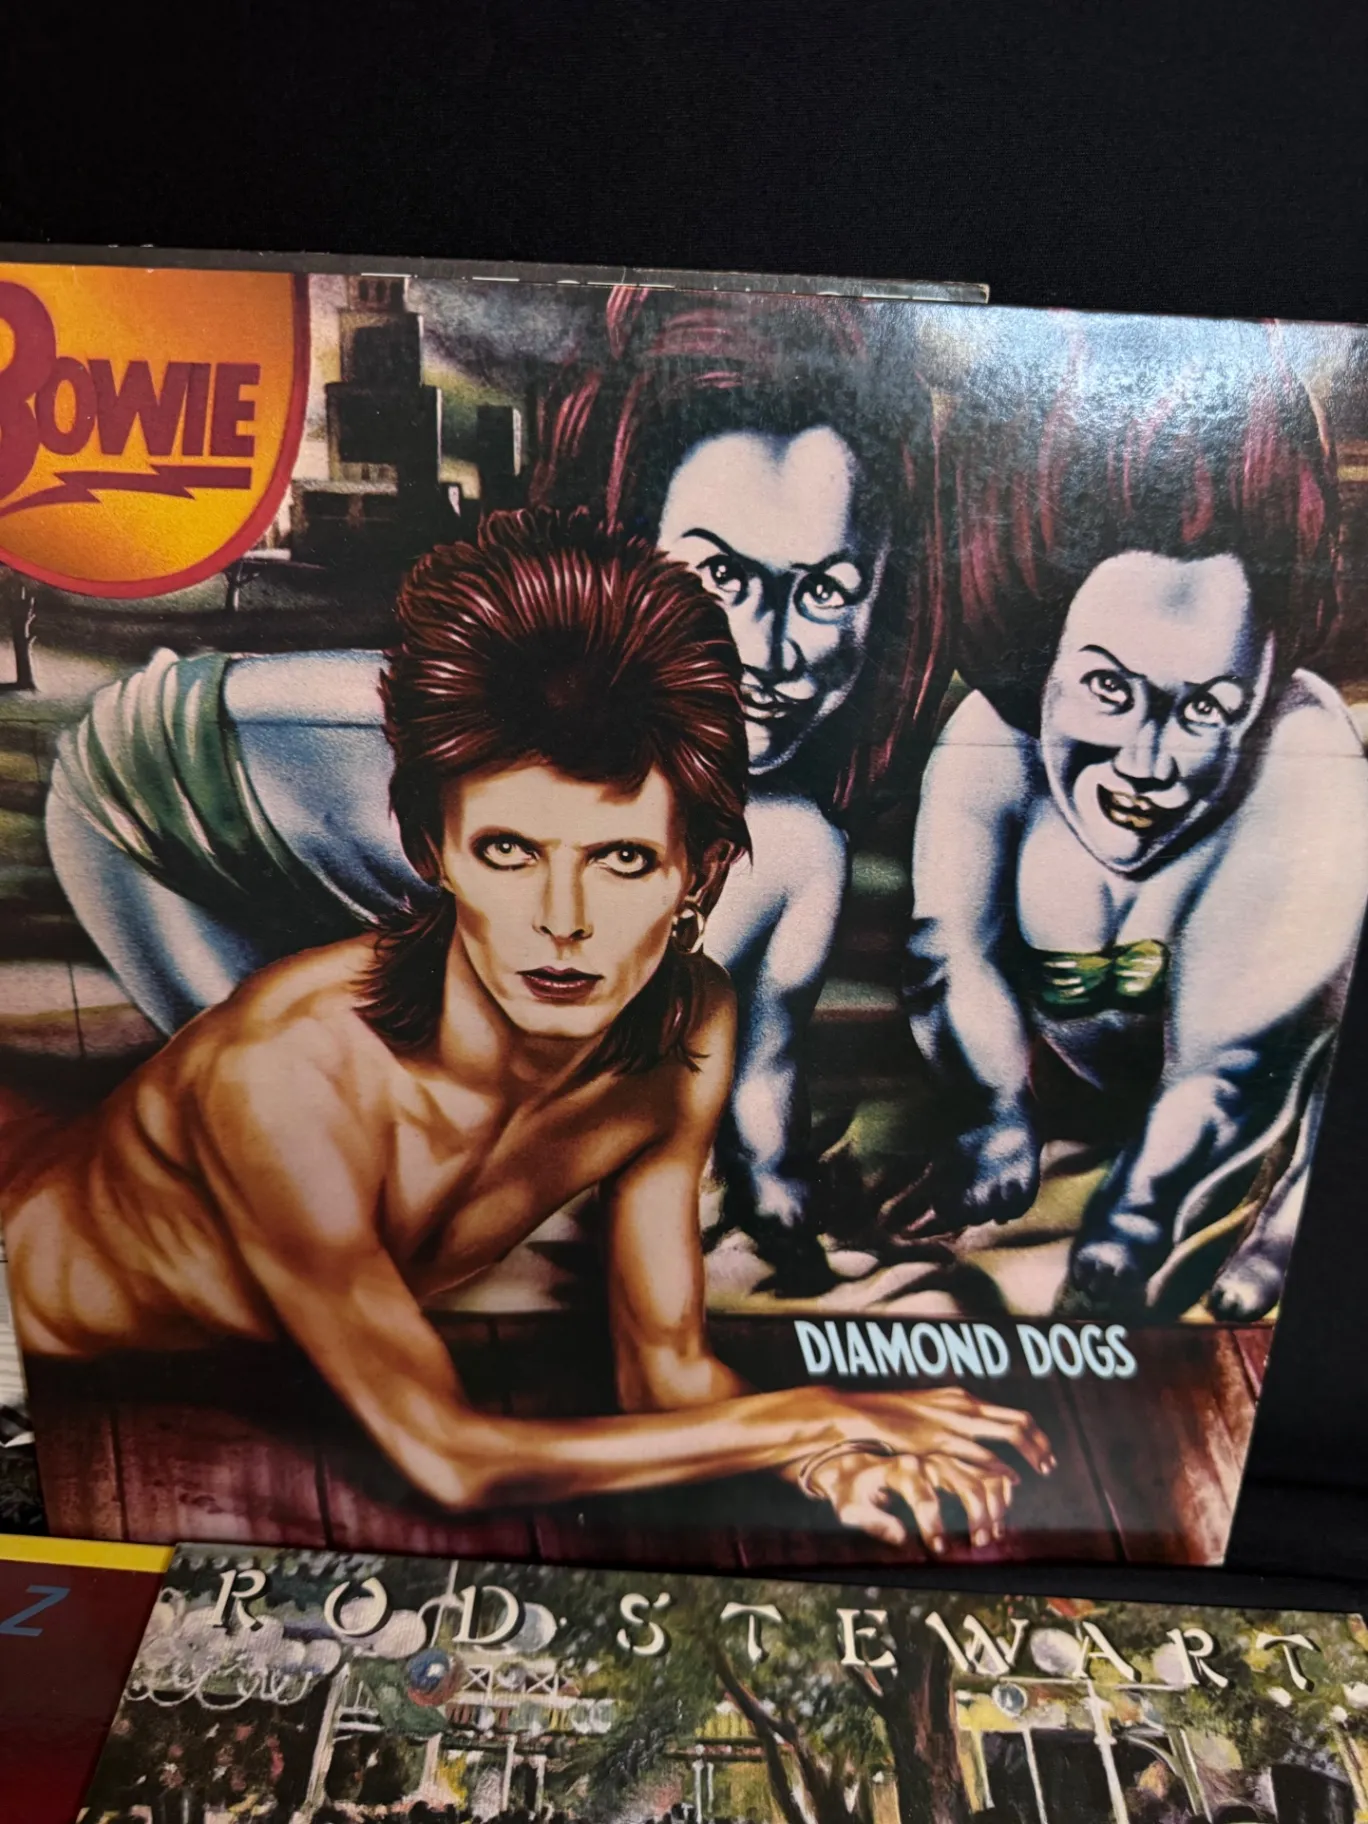 BOWIE
DIAMOND DOGS
Z
ROD STEWART